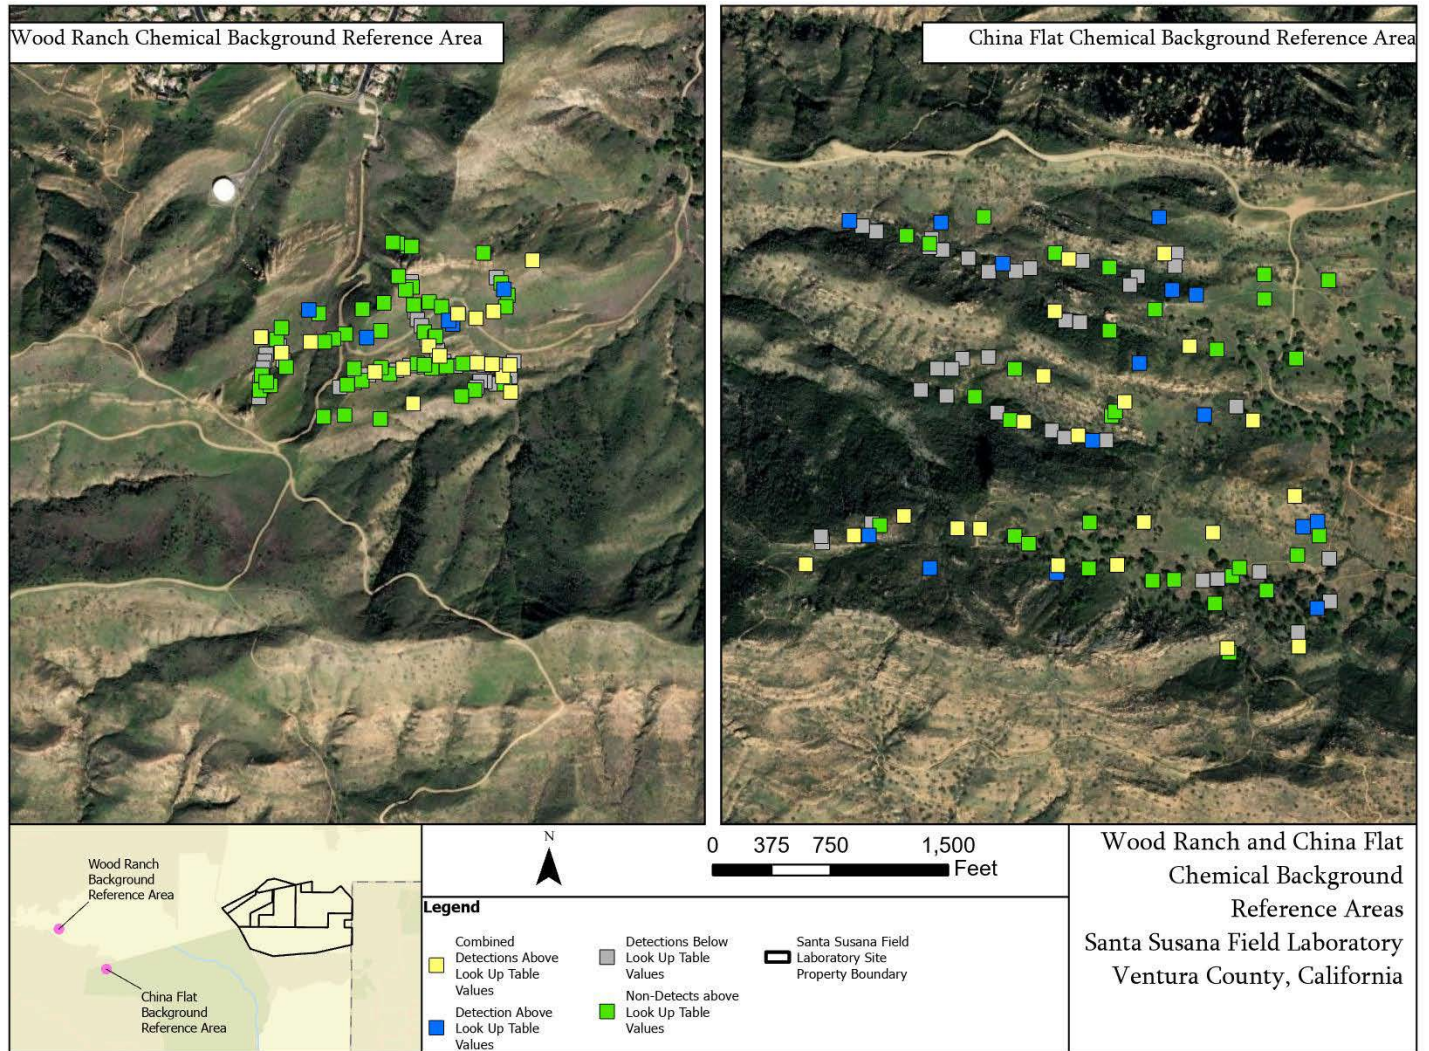 Wood Ranch Chemical Background Reference Area
China Flat Chemical Background Reference Area
Wood Ranch
Background
Reference Area
China Flat
Background
Reference Area
N
0 375 750 1,500
Feet
Legend
Combined
Detections Above
Look Up Table
Values
Detection Above
Look Up Table
Values
Detections Below
Look Up Table
Values
Non-Detects above
Look Up Table
Values
Santa Susana Field
Laboratory Site
Property Boundary
Wood Ranch and China Flat
Chemical Background
Reference Areas
Santa Susana Field Laboratory
Ventura County, California